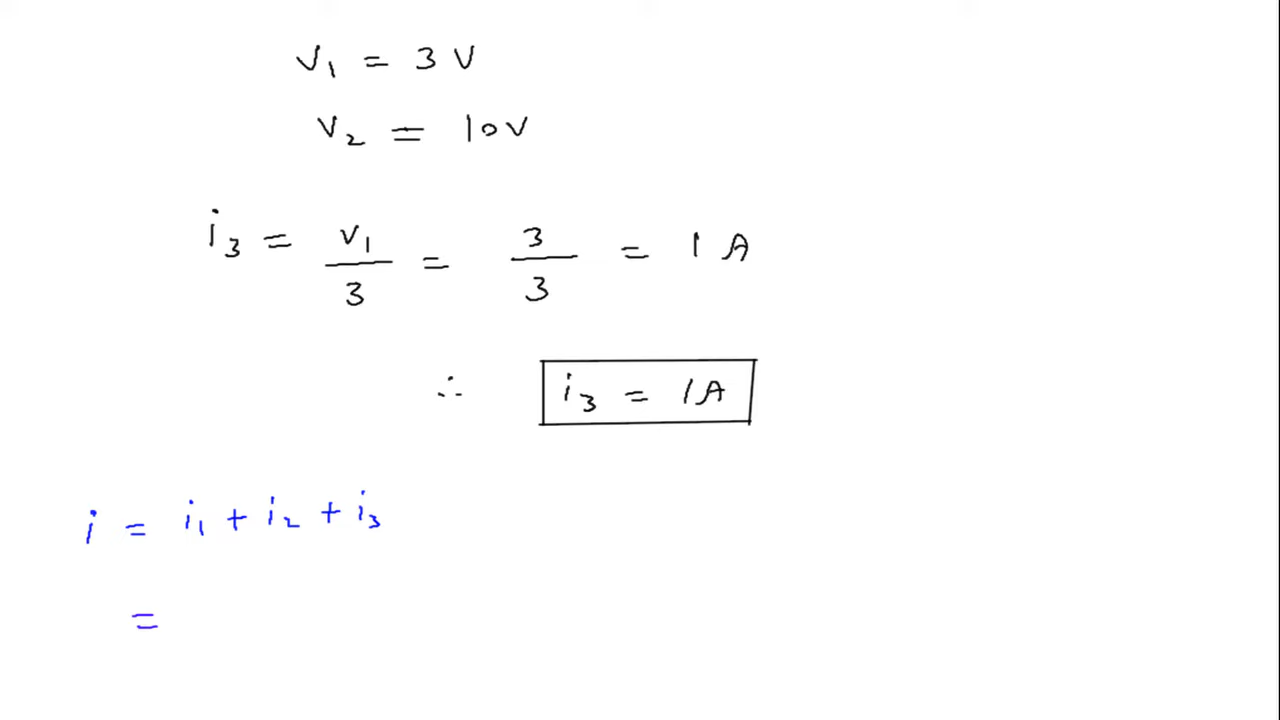 V₁ = 3 V
V₂ = 10V
i₃ = V₁/3 = 3/3 = 1 A
∴ i₃ = 1A
i = i₁ + i₂ + i₃
=